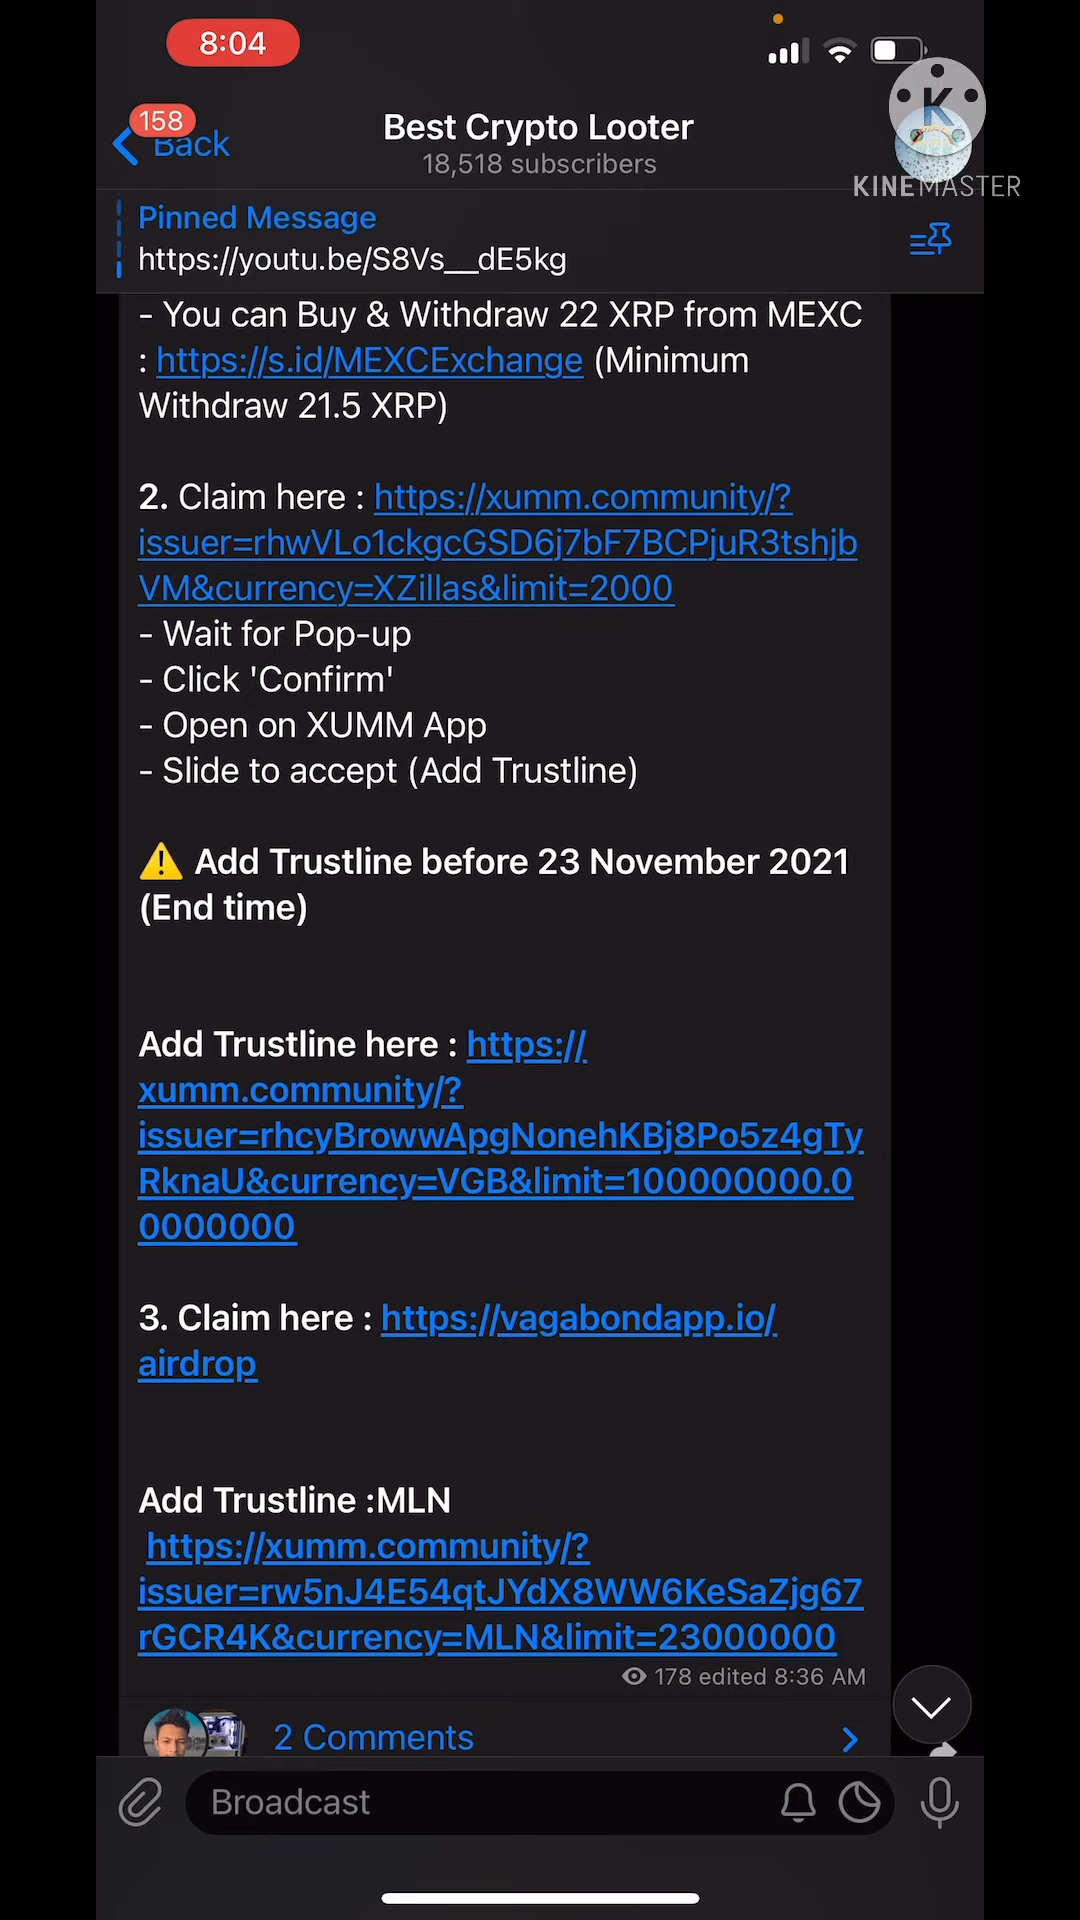 8:04
158
Back
Best Crypto Looter
18,518 subscribers
K
KINEMASTER
Pinned Message
https://youtu.be/S8Vs__dE5kg
- You can Buy & Withdraw 22 XRP from MEXC
: https://s.id/MEXCExchange (Minimum
Withdraw 21.5 XRP)
2. Claim here : https://xumm.community/?
issuer=rhwVLo1ckgcGSD6j7bF7BCPjuR3tshjb
VM&currency=XZillas&limit=2000
- Wait for Pop-up
- Click 'Confirm'
- Open on XUMM App
- Slide to accept (Add Trustline)
⚠️ Add Trustline before 23 November 2021
(End time)
Add Trustline here : https://
xumm.community/?
issuer=rhcyBrowwApgNonehKBj8Po5z4gTy
RknaU&currency=VGB&limit=100000000.0
0000000
3. Claim here : https://vagabondapp.io/
airdrop
Add Trustline :MLN
https://xumm.community/?
issuer=rw5nJ4E54qtJYdX8WW6KeSaZjg67
rGCR4K&currency=MLN&limit=23000000
178 edited 8:36 AM
2 Comments
Broadcast